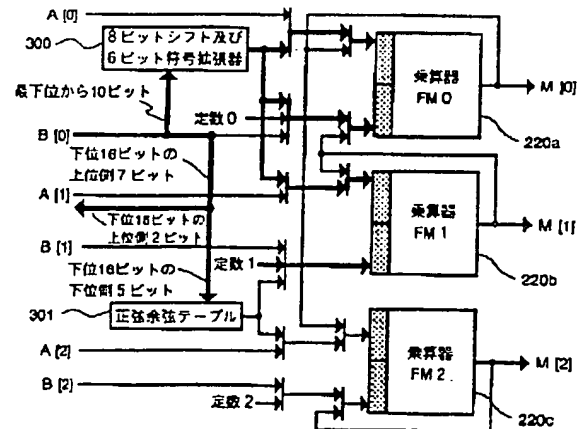 A [0]
300
8ビットシフト及び
6ビット符号拡張器
最下位から10ビット
B [0]
定数0
下位16ビットの
上位側7ビット
A [1]
下位16ビットの
上位側2ビット
B [1]
定数1
下位16ビットの
下位側5ビット
301
正弦余弦テーブル
A [2]
B [2]
定数2
乗算器
FM 0
M [0]
220a
乗算器
FM 1
M [1]
220b
乗算器
FM 2
M [2]
220c